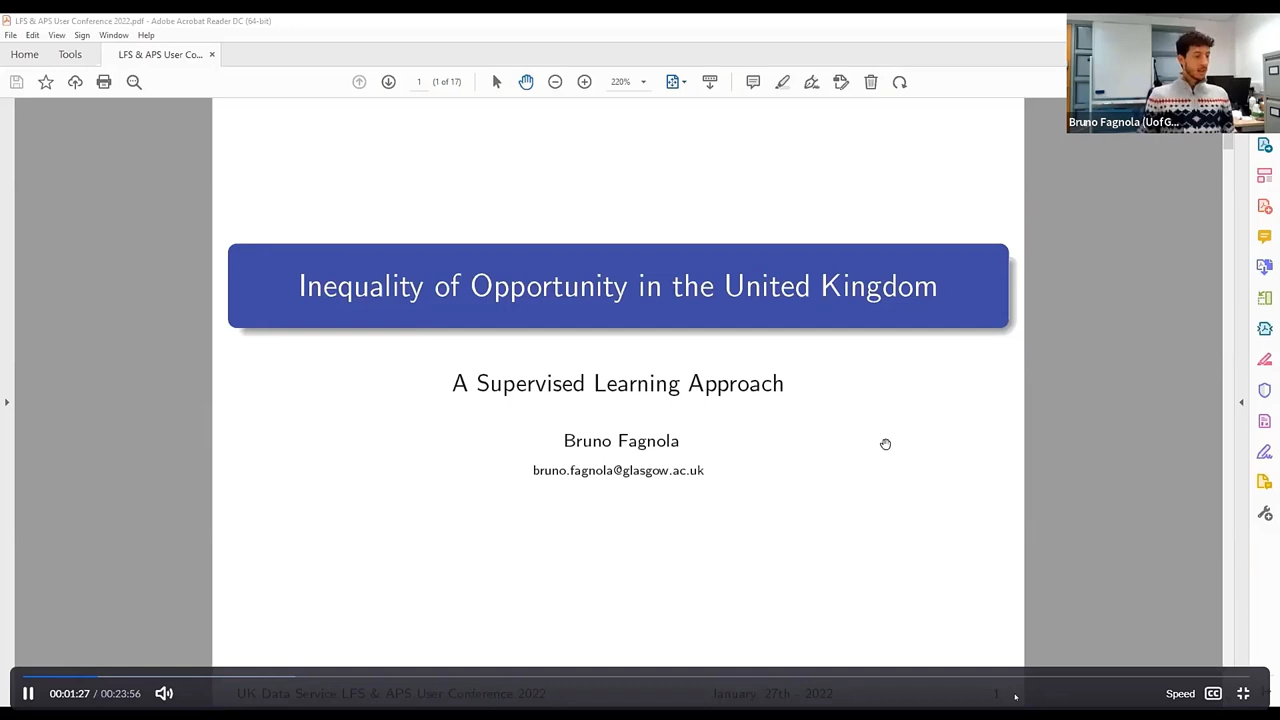 LFS & APS User Conference 2022.pdf - Adobe Acrobat Reader DC (64-bit)
File Edit View Sign Window Help
Home Tools LFS & APS User Co... ×
1 (1 of 17) 220%
Bruno Fagnola (UofG...
Inequality of Opportunity in the United Kingdom
A Supervised Learning Approach
Bruno Fagnola
bruno.fagnola@glasgow.ac.uk
UK Data Service LFS & APS User Conference 2022 January, 27th - 2022 1
00:01:27 / 00:23:56 Speed CC